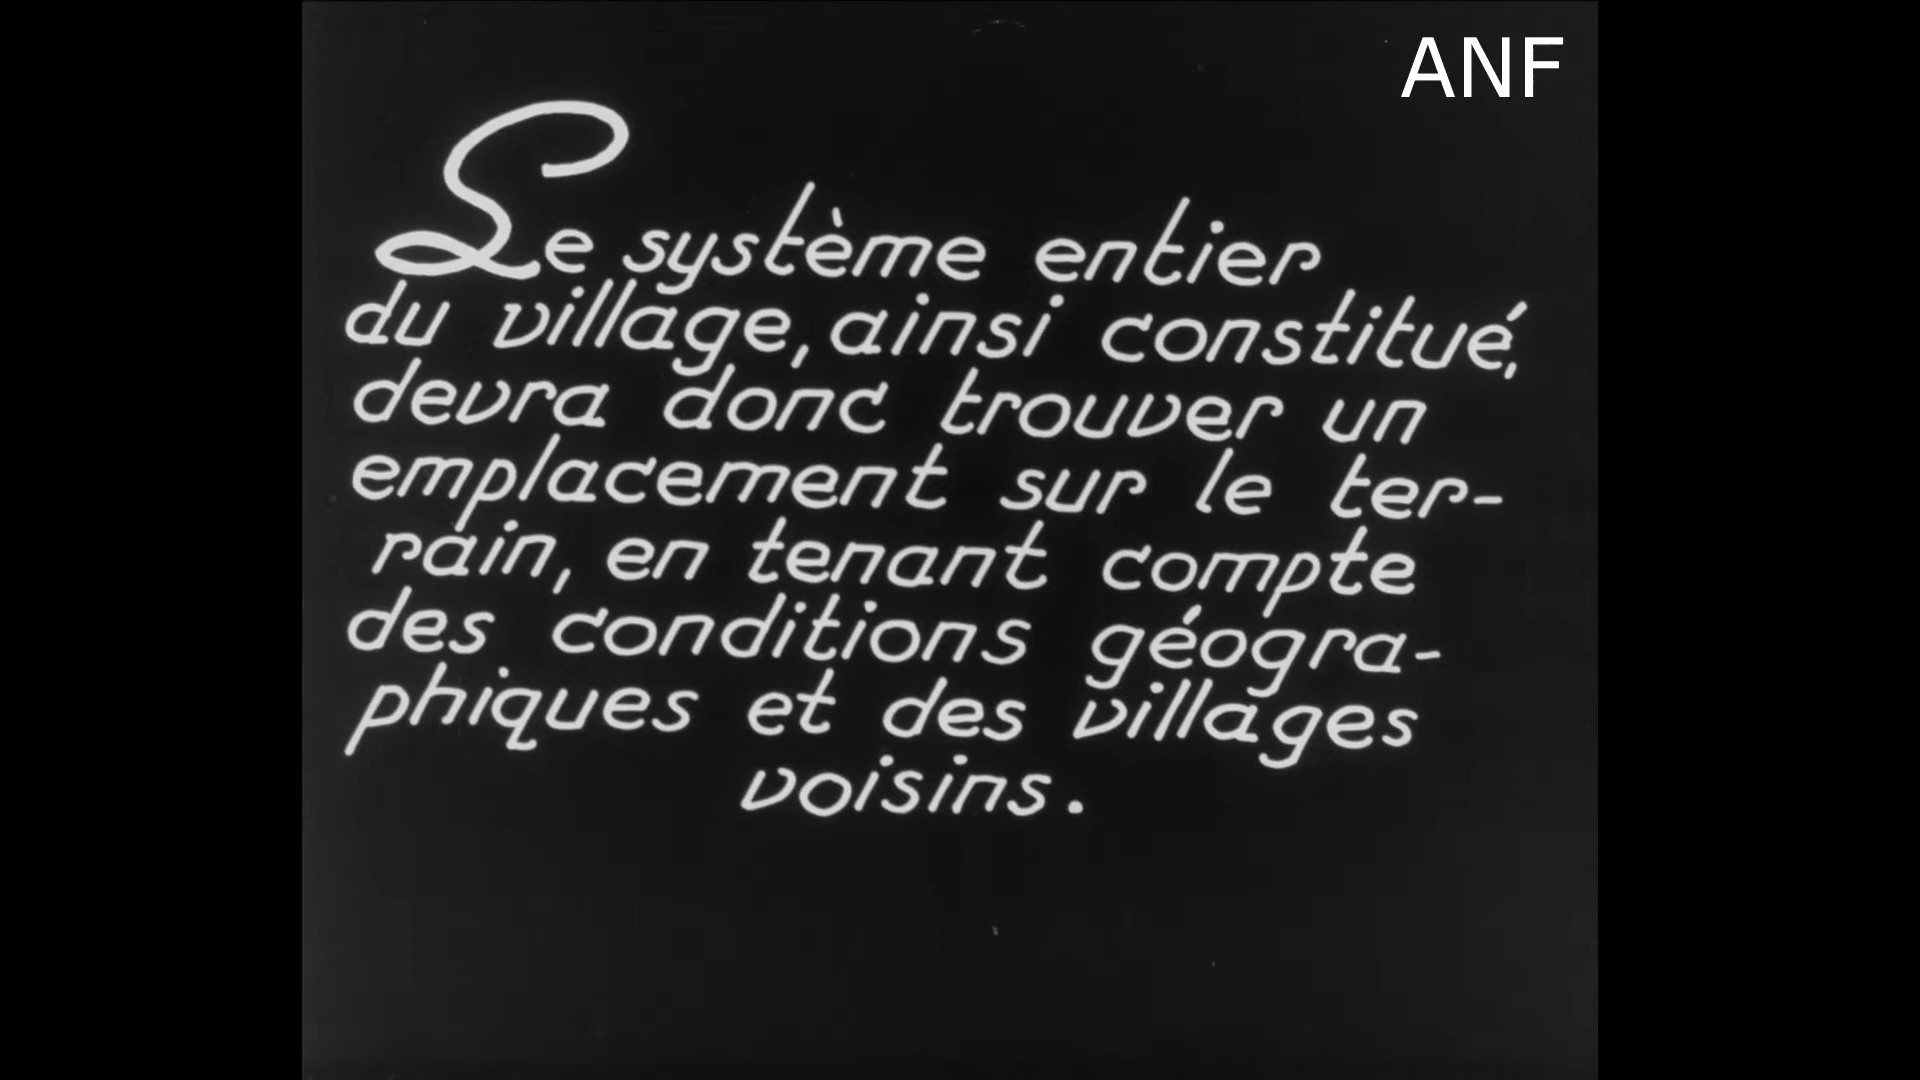 ANF
Le système entier
du village, ainsi constitué,
devra donc trouver un
emplacement sur le ter-
rain, en tenant compte
des conditions géogra-
phiques et des villages
voisins.